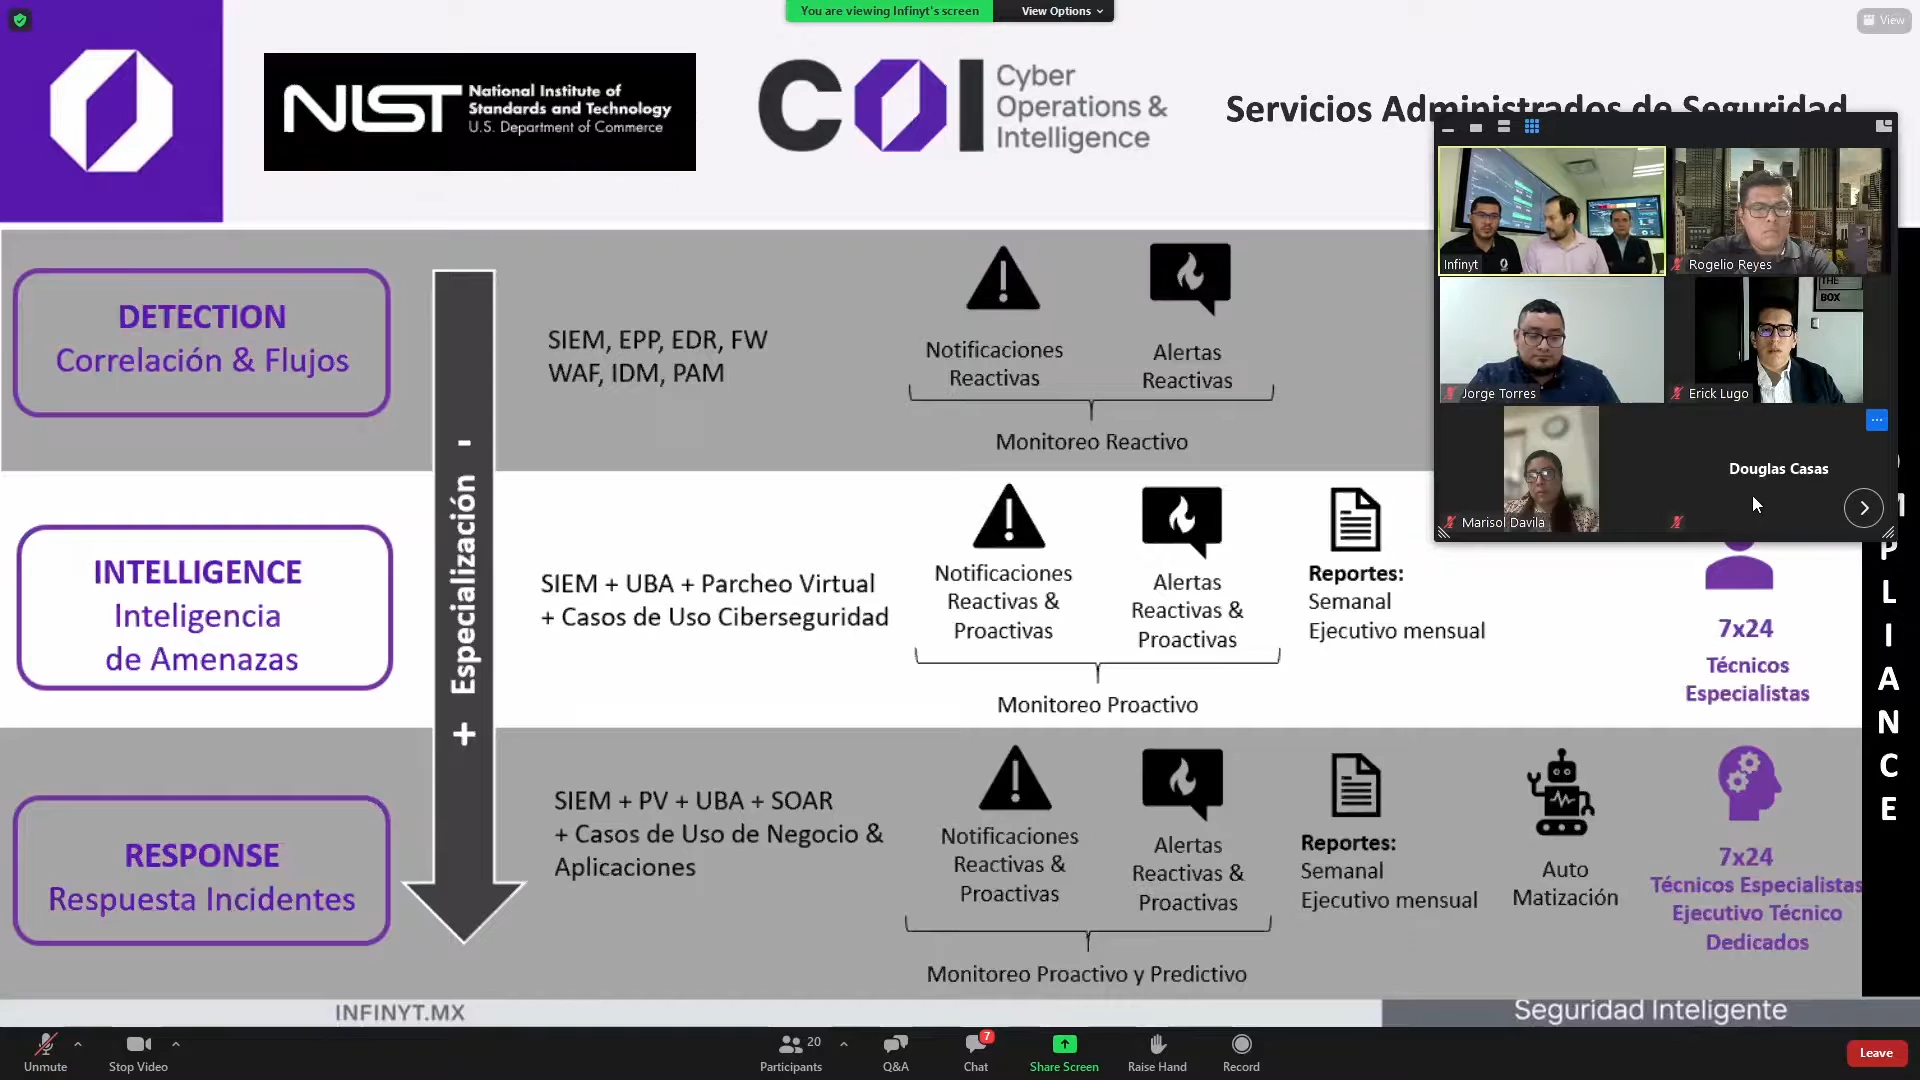 You are viewing Infinyt's screen
View Options
View
NIST
National Institute of
Standards and Technology
U.S. Department of Commerce
COI
Cyber
Operations &
Intelligence
Servicios Administrados de Seguridad
Infinyt
Rogelio Reyes
THE
BOX
Jorge Torres
Erick Lugo
Marisol Davila
Douglas Casas
DETECTION
Correlación & Flujos
SIEM, EPP, EDR, FW
WAF, IDM, PAM
Notificaciones
Reactivas
Alertas
Reactivas
Monitoreo Reactivo
+ Especialización -
INTELLIGENCE
Inteligencia
de Amenazas
SIEM + UBA + Parcheo Virtual
+ Casos de Uso Ciberseguridad
Notificaciones
Reactivas &
Proactivas
Alertas
Reactivas &
Proactivas
Monitoreo Proactivo
Reportes:
Semanal
Ejecutivo mensual
7x24
Técnicos
Especialistas
RESPONSE
Respuesta Incidentes
SIEM + PV + UBA + SOAR
+ Casos de Uso de Negocio &
Aplicaciones
Notificaciones
Reactivas &
Proactivas
Alertas
Reactivas &
Proactivas
Monitoreo Proactivo y Predictivo
Reportes:
Semanal
Ejecutivo mensual
Auto
Matización
7x24
Técnicos Especialistas
Ejecutivo Técnico
Dedicados
PLIANCE
INFINYT.MX
Seguridad Inteligente
Unmute
Stop Video
Participants
20
Q&A
Chat
7
Share Screen
Raise Hand
Record
Leave